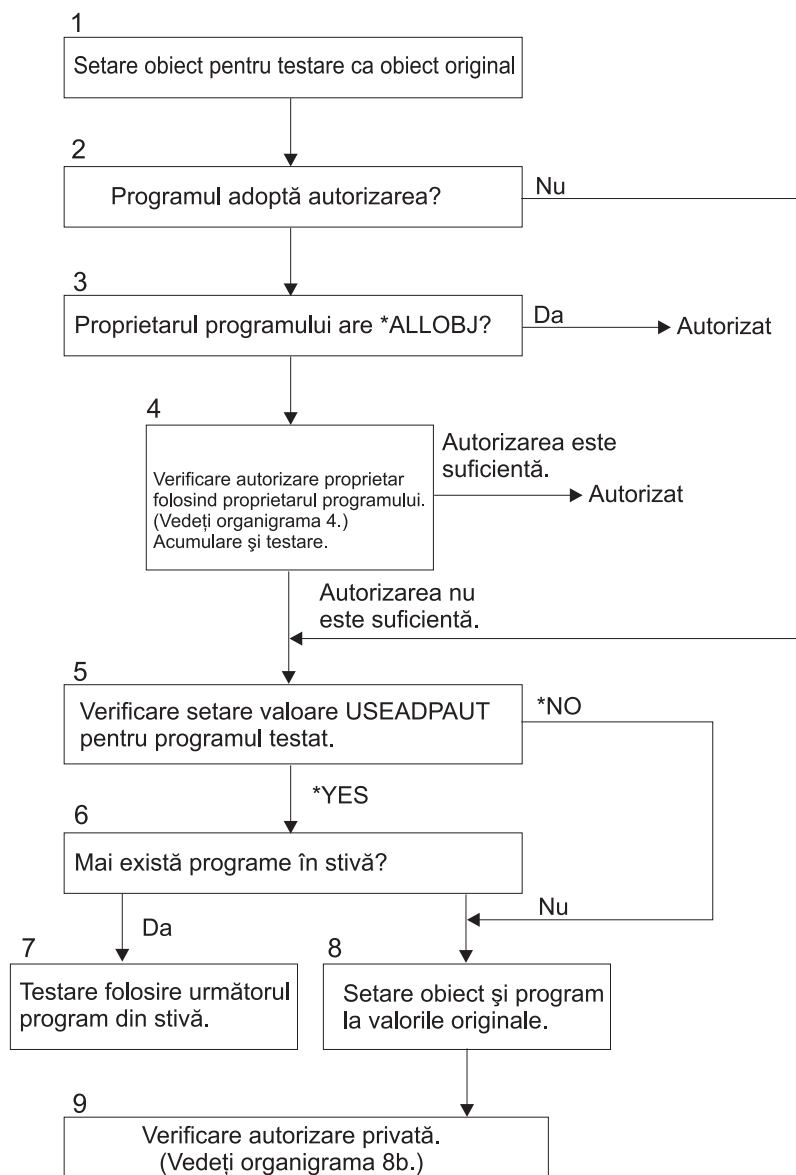 1
Setare obiect pentru testare ca obiect original
2
Programul adoptă autorizarea?
Nu
3
Proprietarul programului are *ALLOBJ?
Da
Autorizat
4
Verificare autorizare proprietar
folosind proprietarul programului.
(Vedeți organigrama 4.)
Acumulare şi testare.
Autorizarea este
suficientă.
Autorizat
Autorizarea nu
este suficientă.
5
Verificare setare valoare USEADPAUT
pentru programul testat.
*NO
*YES
6
Mai există programe în stivă?
Da
Nu
7
Testare folosire următorul
program din stivă.
8
Setare obiect şi program
la valorile originale.
9
Verificare autorizare privată.
(Vedeți organigrama 8b.)